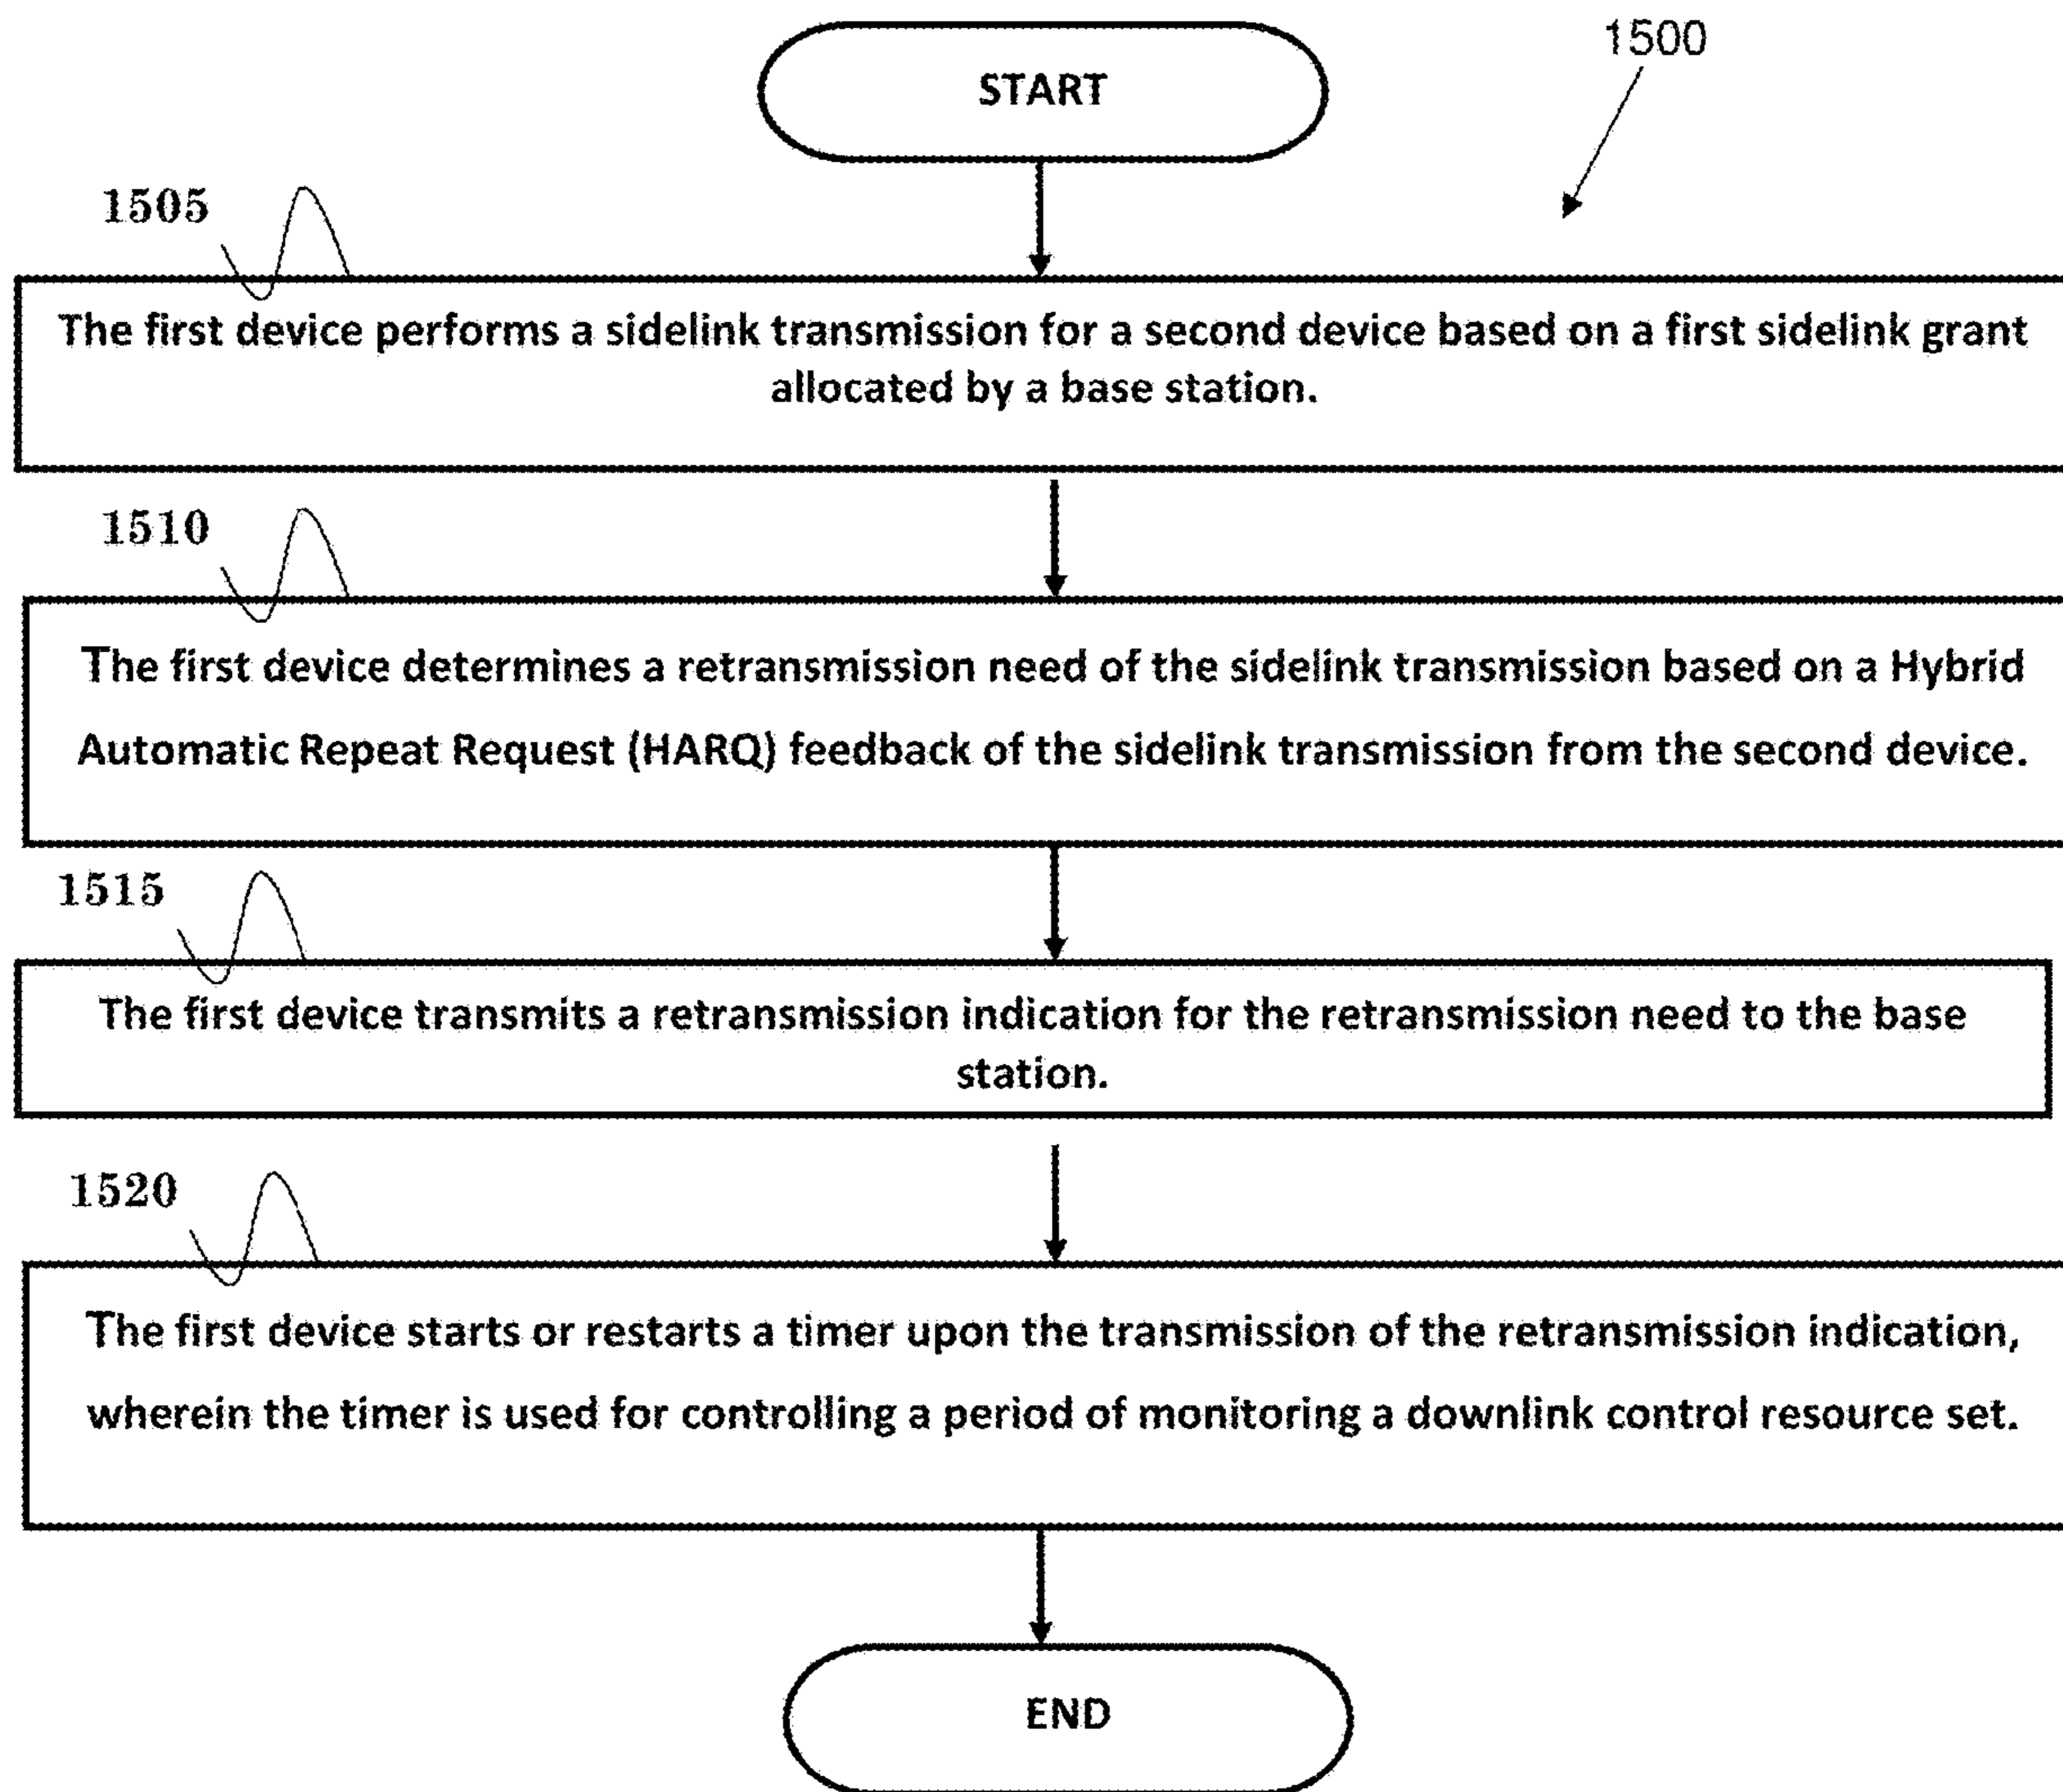 START
1500
1505
The first device performs a sidelink transmission for a second device based on a first sidelink grant
allocated by a base station.
1510
The first device determines a retransmission need of the sidelink transmission based on a Hybrid
Automatic Repeat Request (HARQ) feedback of the sidelink transmission from the second device.
1515
The first device transmits a retransmission indication for the retransmission need to the base
station.
1520
The first device starts or restarts a timer upon the transmission of the retransmission indication,
wherein the timer is used for controlling a period of monitoring a downlink control resource set.
END